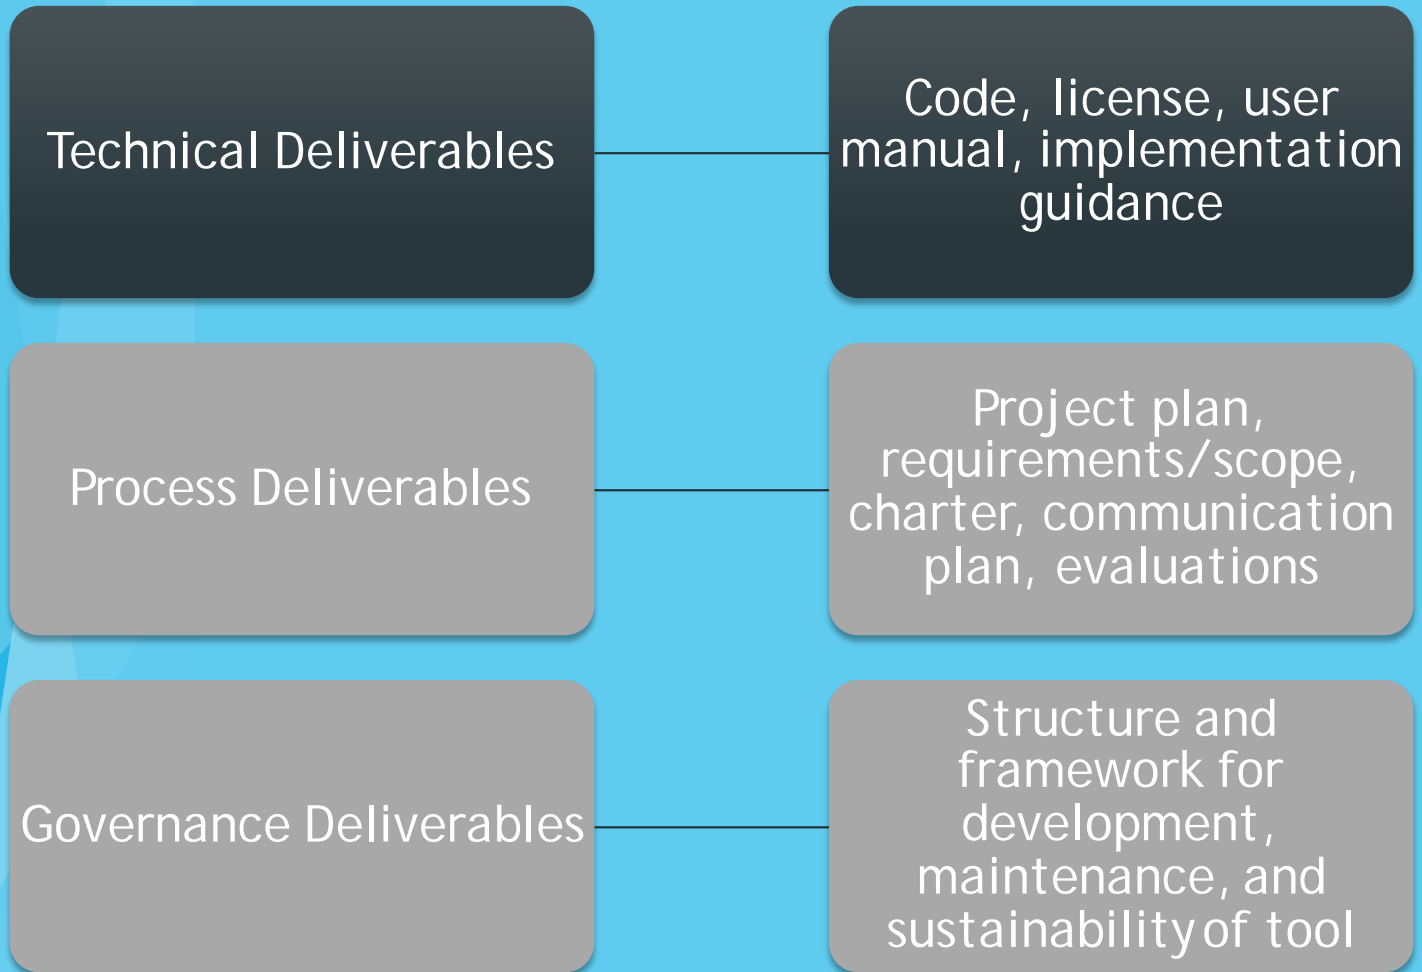 Technical Deliverables
Code, license, user
manual, implementation
guidance
Process Deliverables
Project plan,
requirements/scope,
charter, communication
plan, evaluations
Governance Deliverables
Structure and
framework for
development,
maintenance, and
sustainability of tool